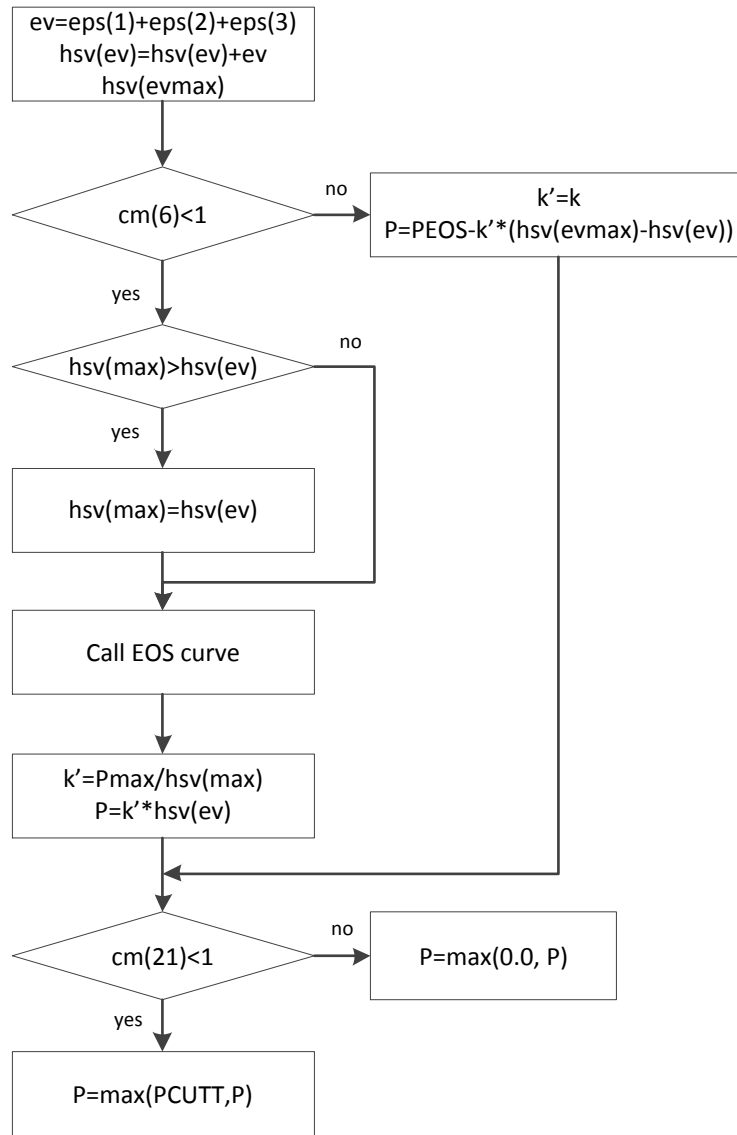 ev=eps(1)+eps(2)+eps(3)
hsv(ev)=hsv(ev)+ev
hsv(evmax)
cm(6)<1
no
k’=k
P=PEOS-k’*(hsv(evmax)-hsv(ev))
yes
hsv(max)>hsv(ev)
no
yes
hsv(max)=hsv(ev)
Call EOS curve
k’=Pmax/hsv(max)
P=k’*hsv(ev)
cm(21)<1
no
P=max(0.0, P)
yes
P=max(PCUTT,P)